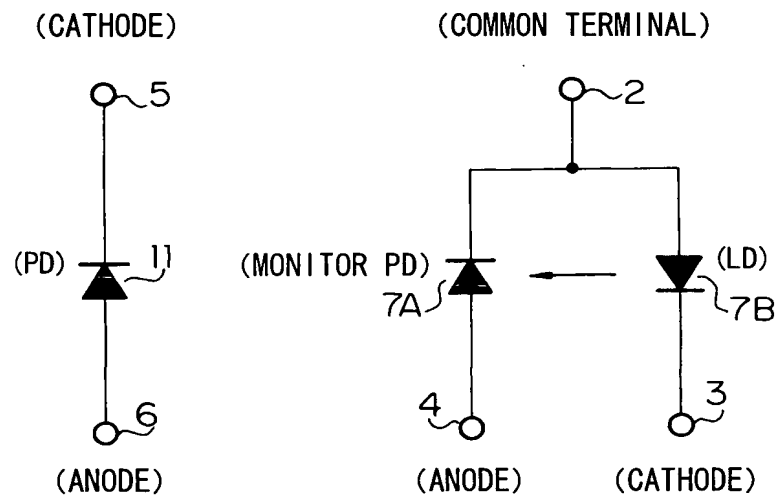 (CATHODE)
(COMMON TERMINAL)
5
2
(PD)
11
(MONITOR PD)
7A
(LD)
7B
6
4
3
(ANODE)
(ANODE)
(CATHODE)